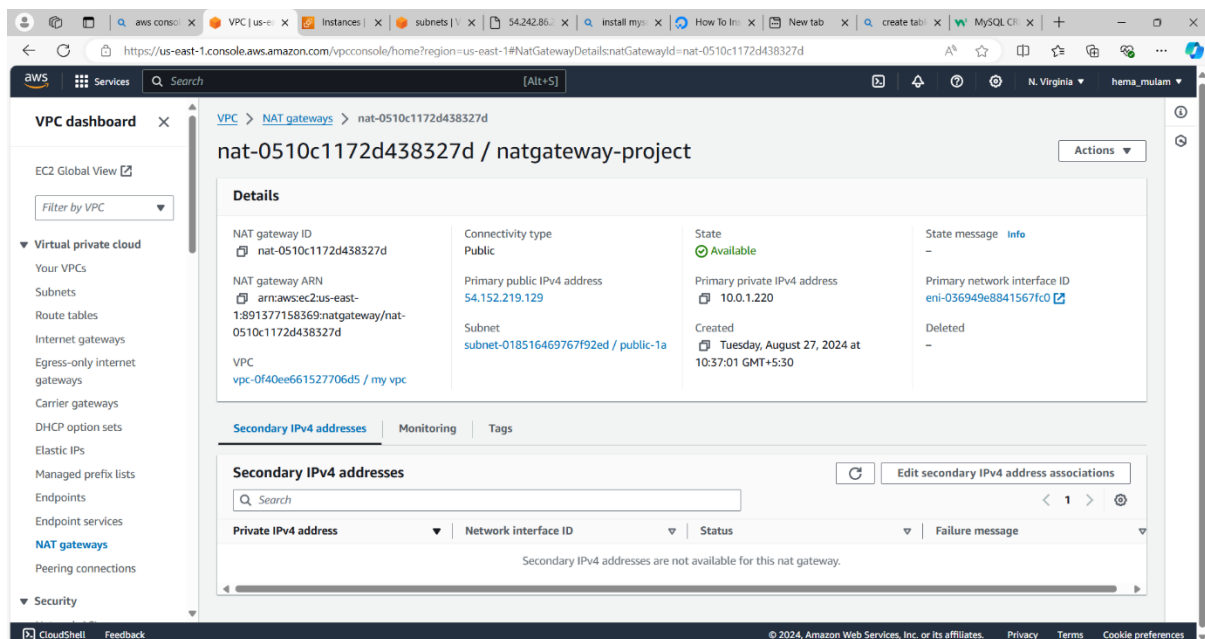 aws consol
VPC | us-ea
Instances |
subnets | V
54.242.86.2
install mysq
How To Ins
New tab
create tabl
MySQL CR
https://us-east-1.console.aws.amazon.com/vpcconsole/home?region=us-east-1#NatGatewayDetails:natGatewayId=nat-0510c1172d438327d
aws
Services
Search
[Alt+S]
N. Virginia
hema_mulam
VPC dashboard
EC2 Global View
Filter by VPC
Virtual private cloud
Your VPCs
Subnets
Route tables
Internet gateways
Egress-only internet
gateways
Carrier gateways
DHCP option sets
Elastic IPs
Managed prefix lists
Endpoints
Endpoint services
NAT gateways
Peering connections
Security
VPC > NAT gateways > nat-0510c1172d438327d
nat-0510c1172d438327d / natgateway-project
Actions
Details
NAT gateway ID
nat-0510c1172d438327d
Connectivity type
Public
State
Available
State message Info
–
NAT gateway ARN
arn:aws:ec2:us-east-
1:891377158369:natgateway/nat-
0510c1172d438327d
Primary public IPv4 address
54.152.219.129
Primary private IPv4 address
10.0.1.220
Primary network interface ID
eni-036949e8841567fc0
VPC
vpc-0f40ee661527706d5 / my vpc
Subnet
subnet-018516469767f92ed / public-1a
Created
Tuesday, August 27, 2024 at
10:37:01 GMT+5:30
Deleted
–
Secondary IPv4 addresses
Monitoring
Tags
Secondary IPv4 addresses
Edit secondary IPv4 address associations
Search
1
Private IPv4 address
Network interface ID
Status
Failure message
Secondary IPv4 addresses are not available for this nat gateway.
CloudShell
Feedback
© 2024, Amazon Web Services, Inc. or its affiliates.
Privacy
Terms
Cookie preferences